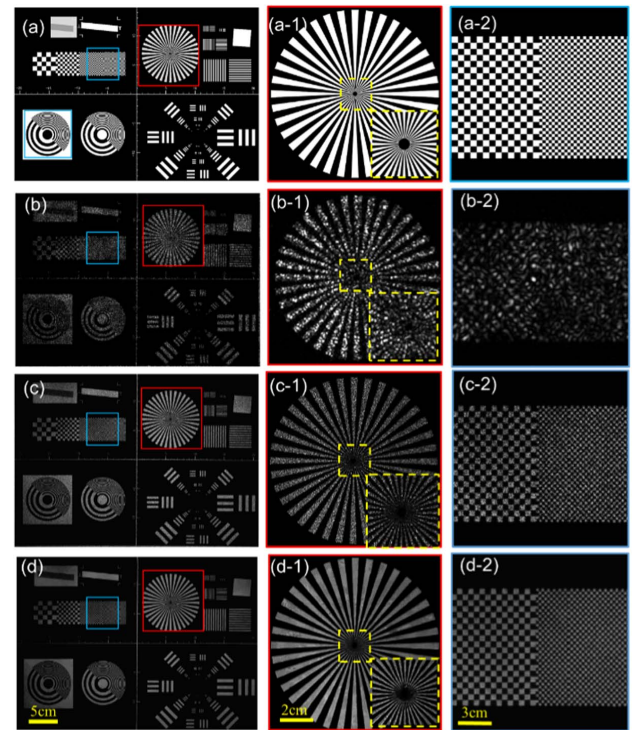 (a)
(a-1)
(a-2)
(b)
(b-1)
(b-2)
(c)
(c-1)
(c-2)
(d)
(d-1)
(d-2)
5cm
2cm
3cm